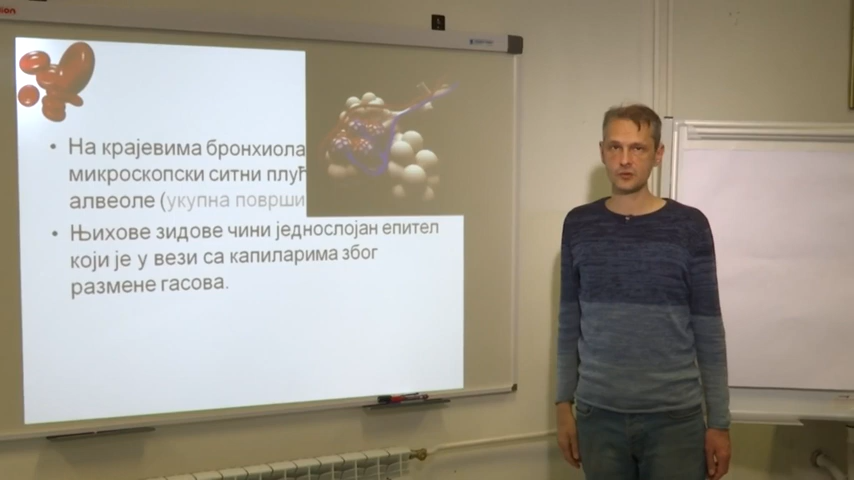 • На крајевима бронхиола
микроскопски ситни плућ
алвеоле (укупна површи
• Њихове зидове чини једнослојан епител
који је у вези са капиларима због
размене гасова.